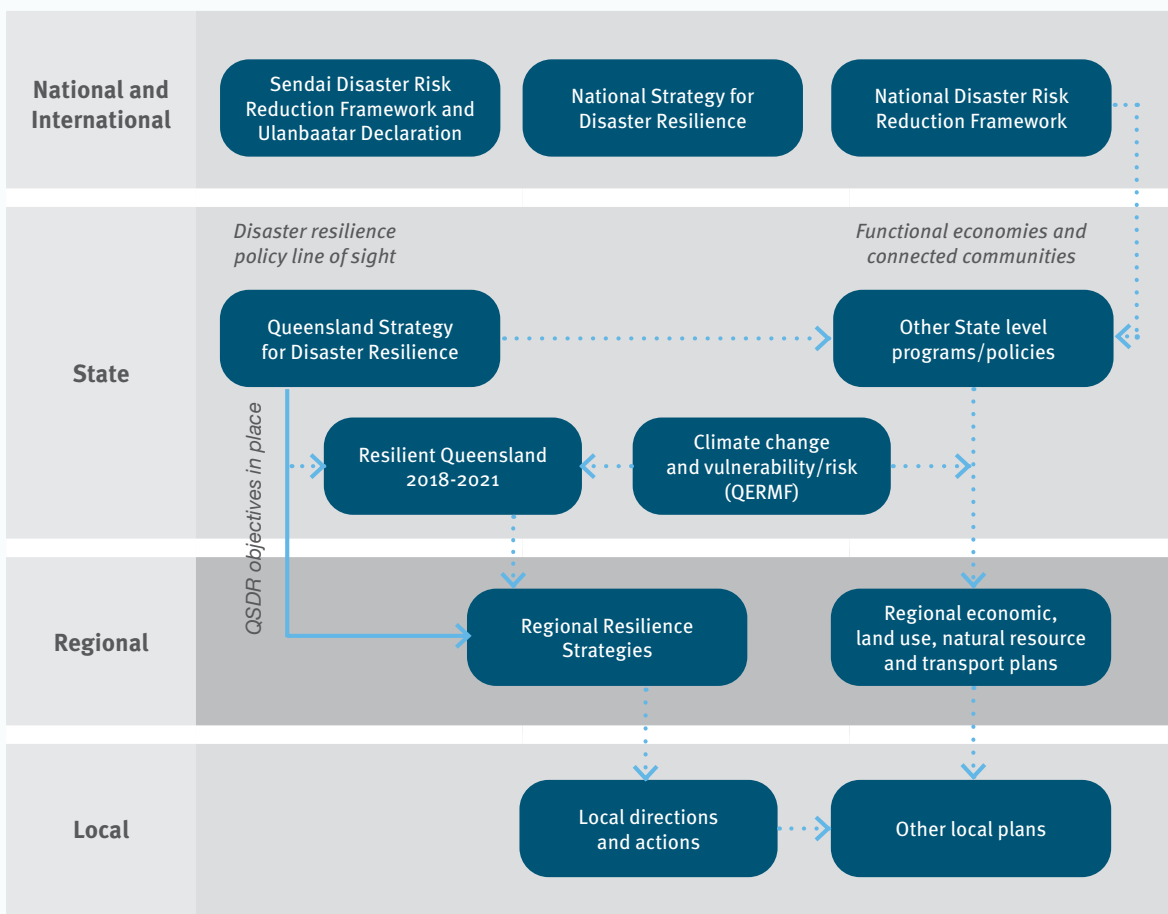 National and
International
Sendai Disaster Risk
Reduction Framework and
Ulanbaatar Declaration
National Strategy for
Disaster Resilience
National Disaster Risk
Reduction Framework
State
Disaster resilience
policy line of sight
Functional economies and
connected communities
Queensland Strategy
for Disaster Resilience
Other State level
programs/policies
QSDR objectives in place
Resilient Queensland
2018-2021
Climate change
and vulnerability/risk
(QERMF)
Regional
Regional Resilience
Strategies
Regional economic,
land use, natural resource
and transport plans
Local
Local directions
and actions
Other local plans